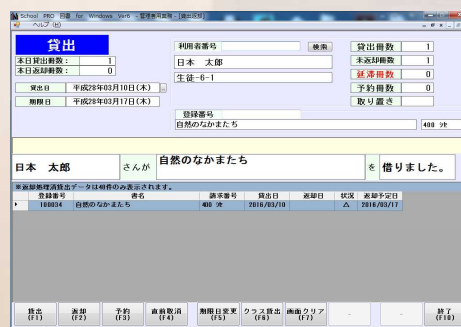 School PRO 図書 for Windows Ver6 - 管理専用業務 - [貸出返却]
ヘルプ(H)
貸出
利用者番号
検索
貸出冊数 1
本日貸出冊数: 1
日本 太郎
未返却冊数 1
本日返却冊数: 0
生徒-6-1
延滞冊数 0
貸出日 平成28年03月10日(木)
予約冊数 0
期限日 平成28年03月17日(木)
取り置き
登録番号
自然のなかまたち
400
日本 太郎 さんが 自然のなかまたち を 借りました。
※返却処理済貸出データは40件のみ表示されます。
登録番号 書名 請求番号 貸出日 返却日 状況 返却予定日
100034 自然のなかまたち 400 2016/03/10 △ 2016/03/17
貸出 返却 予約 直前取消 期限日変更 クラス貸出 画面クリア - - 終了
(F1) (F2) (F3) (F4) (F5) (F6) (F7) (F10)